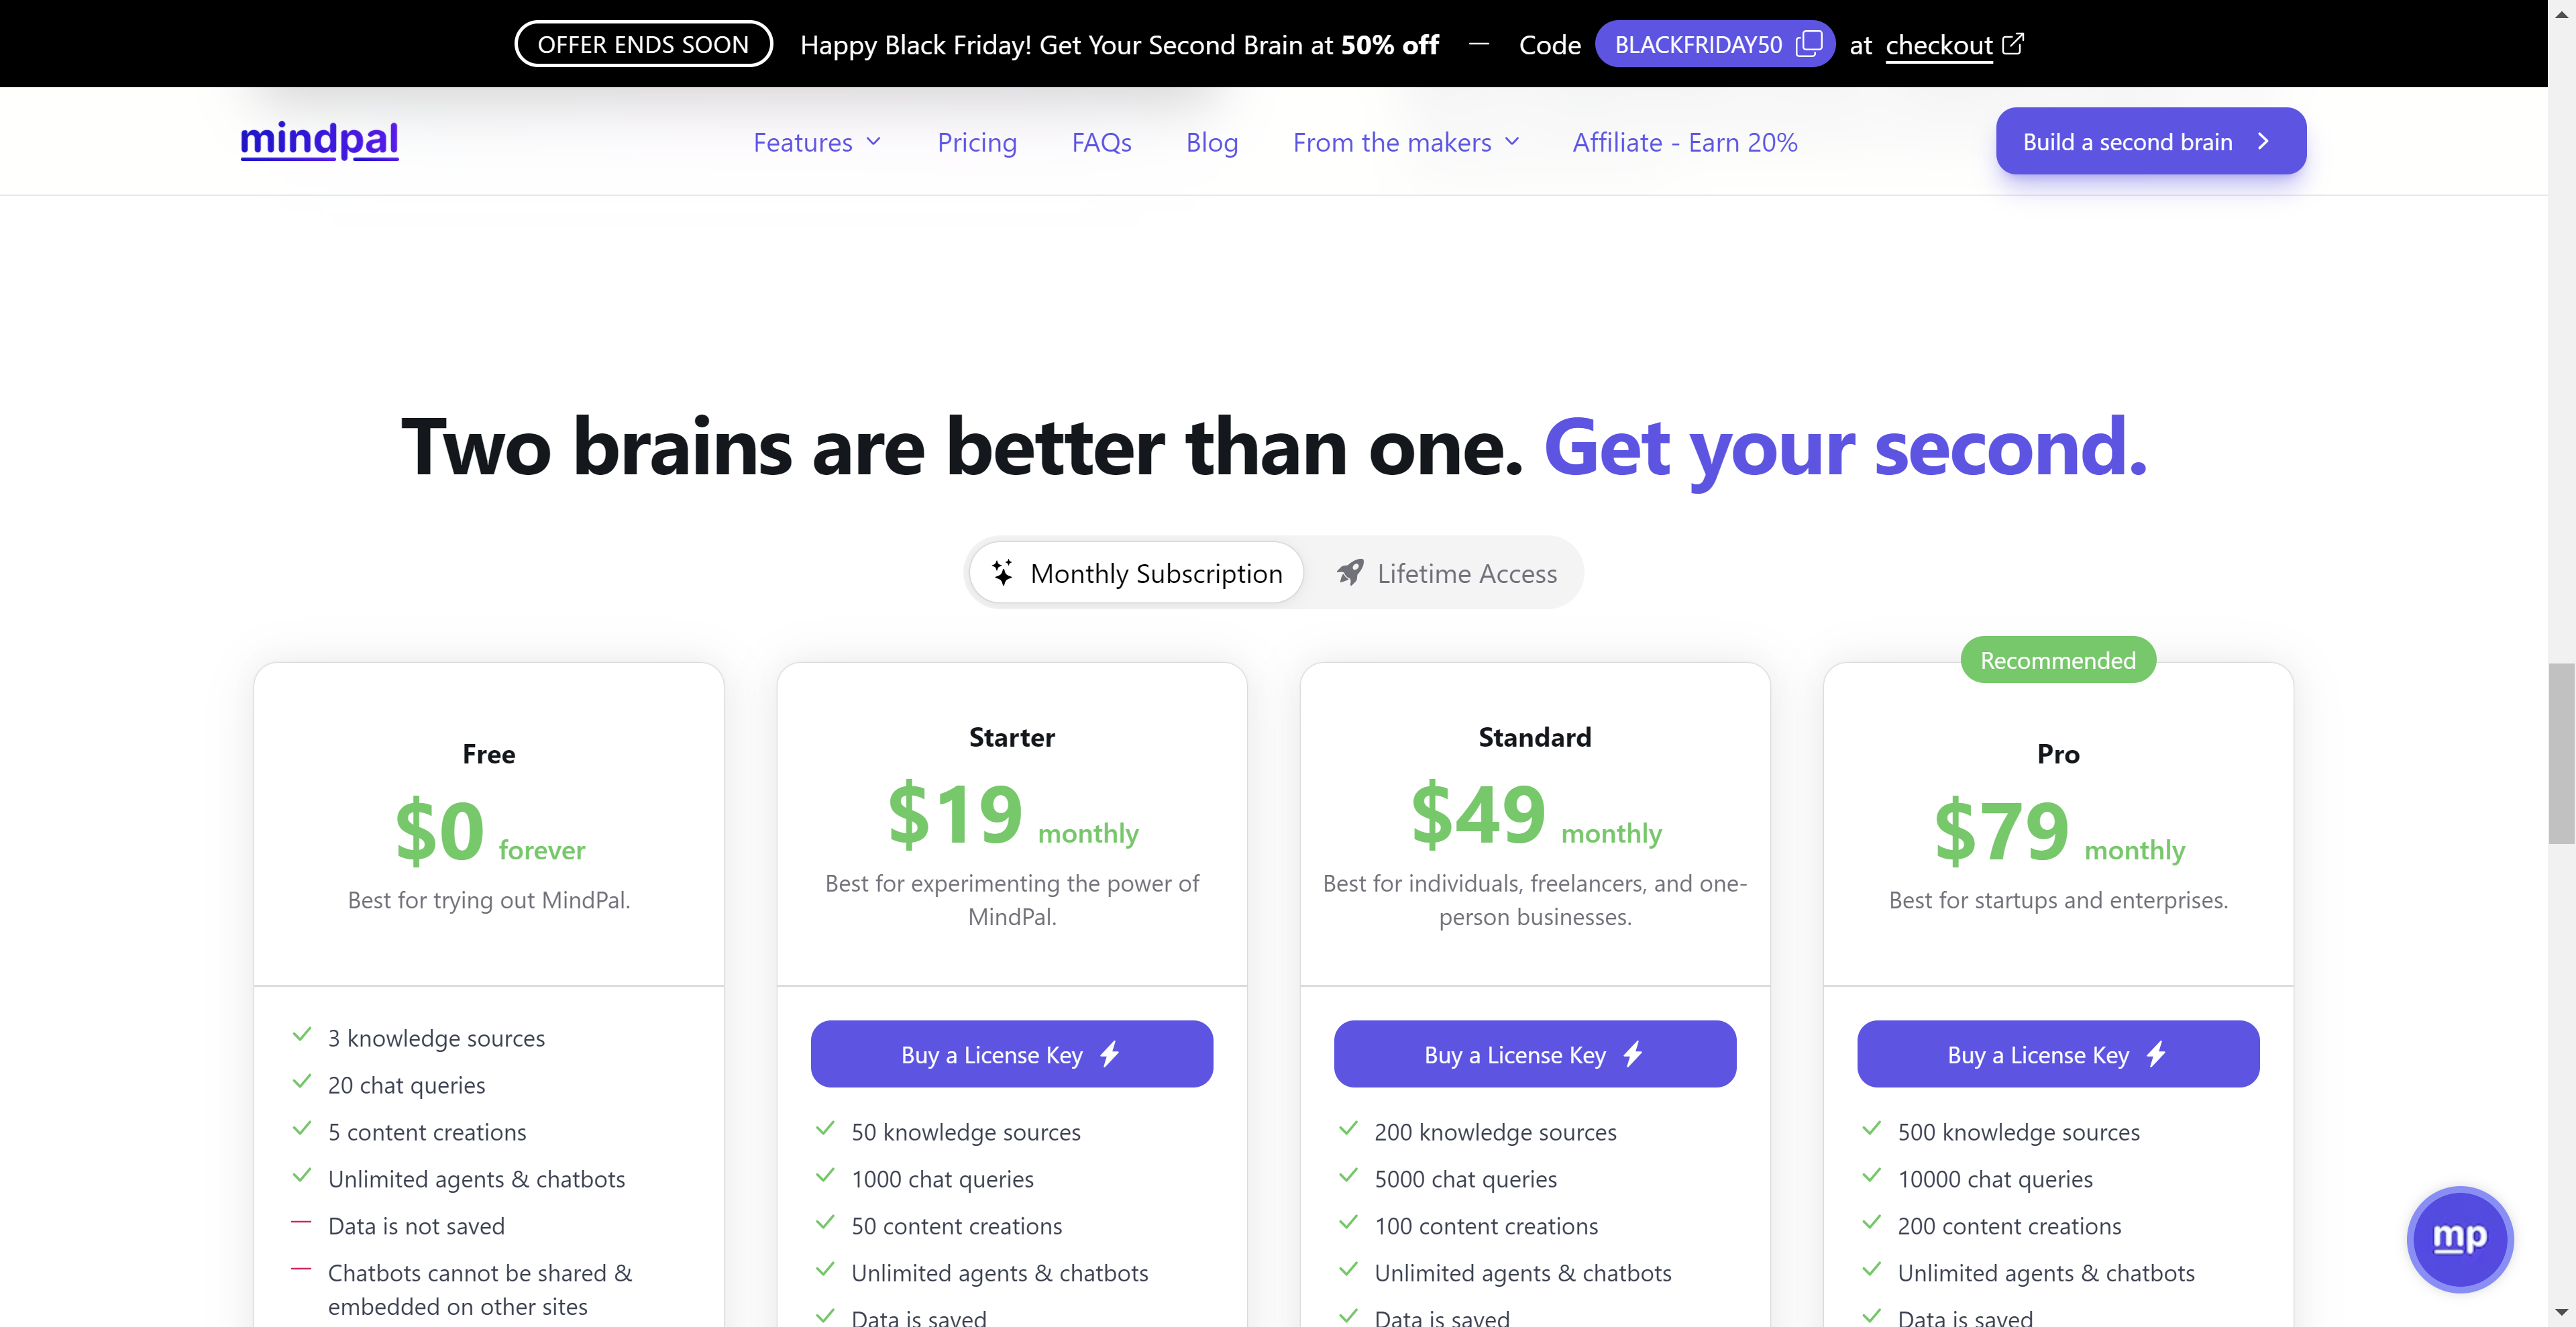 OFFER ENDS SOON Happy Black Friday! Get Your Second Brain at 50% off — Code BLACKFRIDAY50 at checkout
mindpal Features Pricing FAQs Blog From the makers Affiliate - Earn 20% Build a second brain
Two brains are better than one. Get your second.
Monthly Subscription Lifetime Access
Free
$0 forever
Best for trying out MindPal.
3 knowledge sources
20 chat queries
5 content creations
Unlimited agents & chatbots
Data is not saved
Chatbots cannot be shared &
embedded on other sites
Starter
$19 monthly
Best for experimenting the power of
MindPal.
Buy a License Key
50 knowledge sources
1000 chat queries
50 content creations
Unlimited agents & chatbots
Data is saved
Standard
$49 monthly
Best for individuals, freelancers, and one-
person businesses.
Buy a License Key
200 knowledge sources
5000 chat queries
100 content creations
Unlimited agents & chatbots
Data is saved
Recommended
Pro
$79 monthly
Best for startups and enterprises.
Buy a License Key
500 knowledge sources
10000 chat queries
200 content creations
Unlimited agents & chatbots
Data is saved
mp